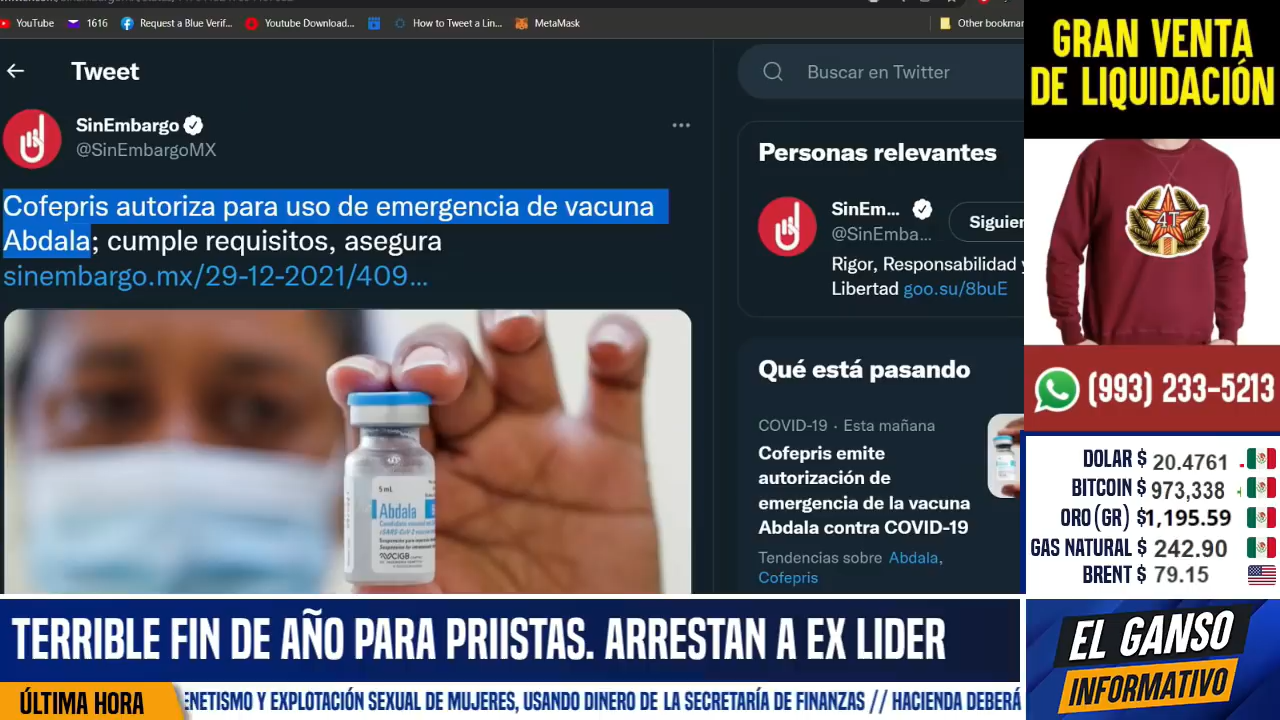 YouTube
1616
Request a Blue Verif...
Youtube Download...
How to Tweet a Lin...
MetaMask
Other bookmar
Tweet
SinEmbargo
@SinEmbargoMX
Cofepris autoriza para uso de emergencia de vacuna
Abdala; cumple requisitos, asegura
sinembargo.mx/29-12-2021/409...
5 mL
Abdala
CIGB
Buscar en Twitter
Personas relevantes
SinEm...
@SinEmba...
Siguien
Rigor, Responsabilidad y
Libertad goo.su/8buE
Qué está pasando
COVID-19 · Esta mañana
Cofepris emite
autorización de
emergencia de la vacuna
Abdala contra COVID-19
Tendencias sobre Abdala,
Cofepris
GRAN VENTA
DE LIQUIDACIÓN
4T
(993) 233-5213
DOLAR $ 20.4761
BITCOIN $ 973,338
ORO(GR) $1,195.59
GAS NATURAL $ 242.90
BRENT $ 79.15
TERRIBLE FIN DE AÑO PARA PRIISTAS. ARRESTAN A EX LIDER
EL GANSO
INFORMATIVO
ÚLTIMA HORA
ENETISMO Y EXPLOTACIÓN SEXUAL DE MUJERES, USANDO DINERO DE LA SECRETARÍA DE FINANZAS // HACIENDA DEBERÁ